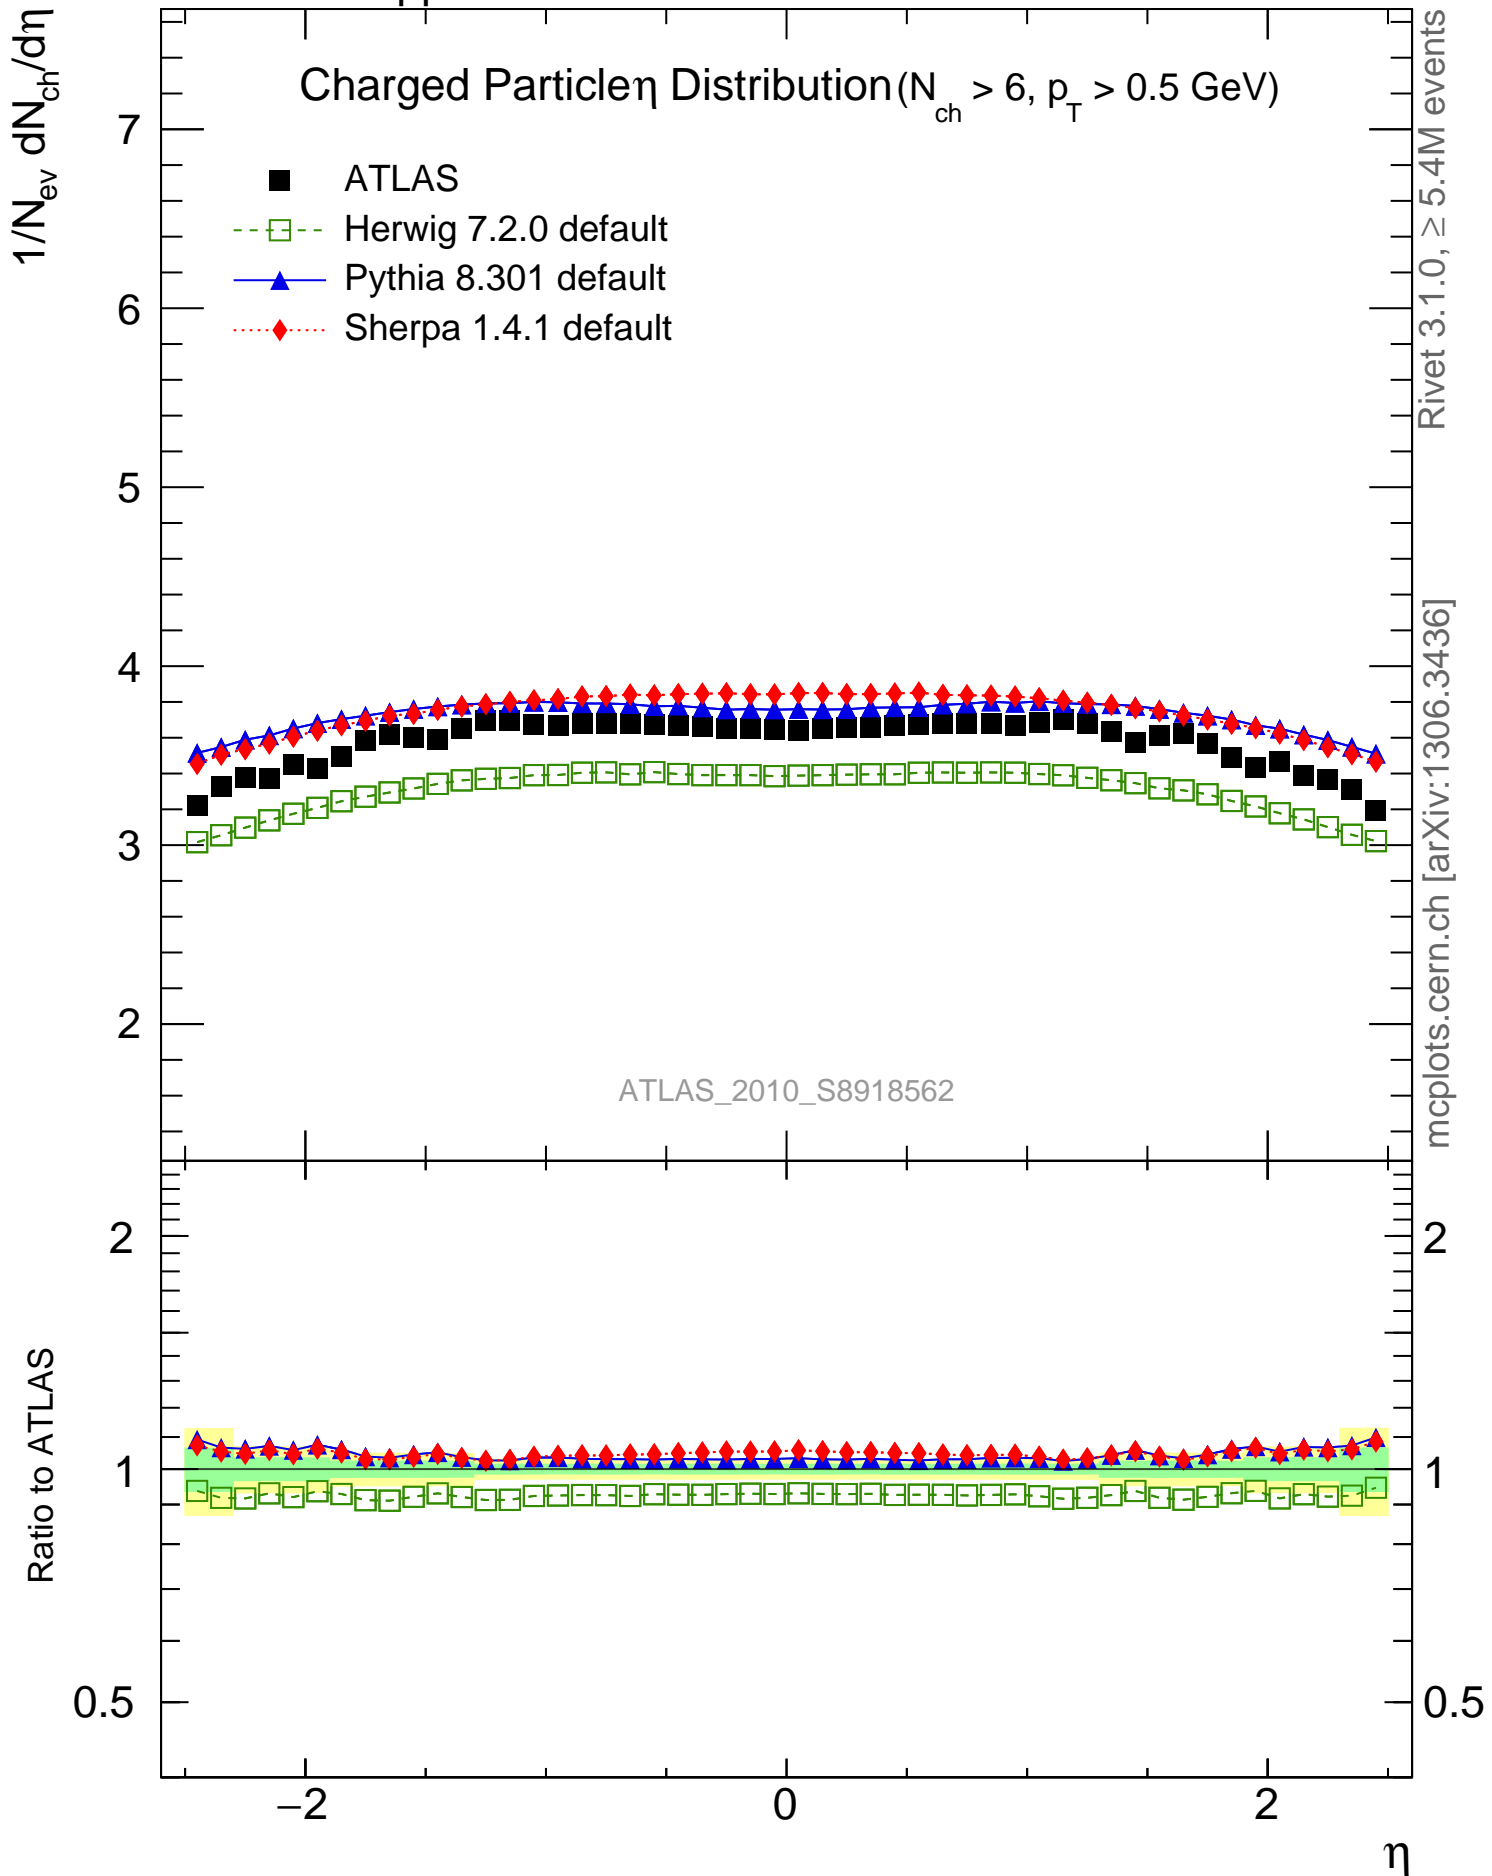 1/N_ev dN_ch/dη
Charged Particleη Distribution(N_ch > 6, p_T > 0.5 GeV)
ATLAS
Herwig 7.2.0 default
Pythia 8.301 default
Sherpa 1.4.1 default
7
6
5
4
3
2
ATLAS_2010_S8918562
Rivet 3.1.0, ≥ 5.4M events
mcplots.cern.ch [arXiv:1306.3436]
Ratio to ATLAS
2
2
1
1
0.5
0.5
−2
0
2
η